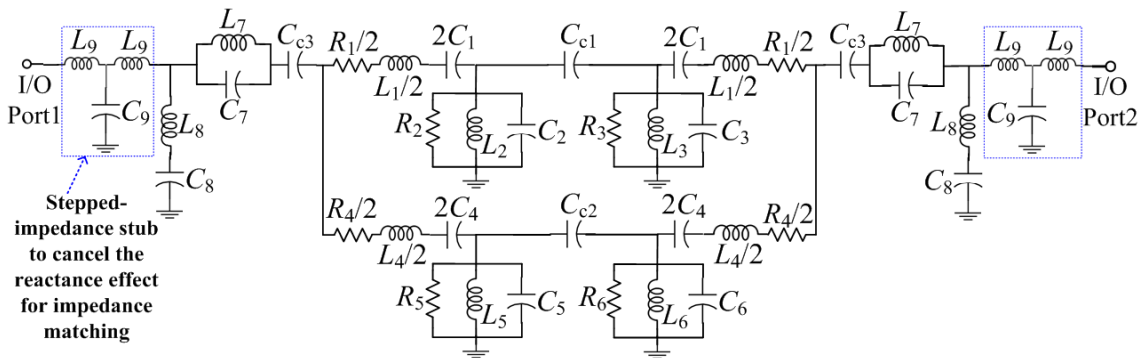 L7
L9 L9
I/O
Port1
C9
L8
C8
C7
Cc3
R1/2
L1/2
2C1
Cc1
2C1
L1/2
R1/2
Cc3
L7
C7
L9 L9
I/O
Port2
C9
L8
C8
R2
L2
C2
R3
L3
C3
R4/2
L4/2
2C4
Cc2
2C4
L4/2
R4/2
R5
L5
C5
R6
L6
C6
Stepped-
impedance stub
to cancel the
reactance effect
for impedance
matching